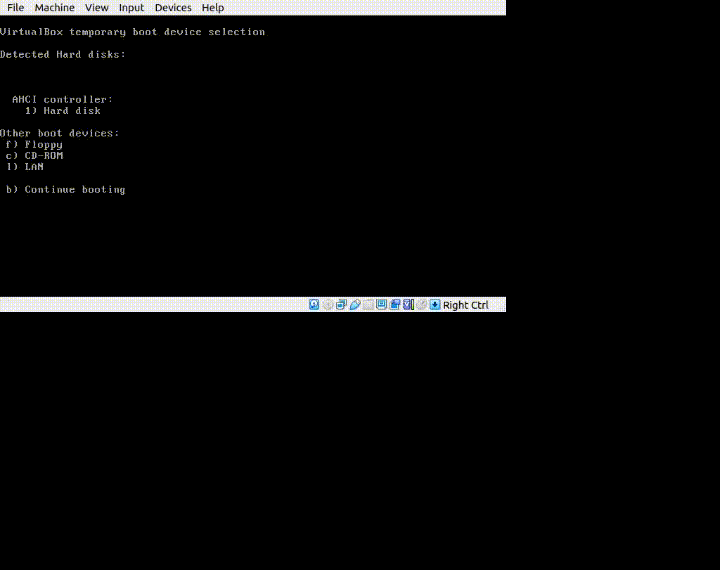 File Machine View Input Devices Help
VirtualBox temporary boot device selection
Detected Hard disks:
AHCI controller:
1) Hard disk
Other boot devices:
f) Floppy
c) CD-ROM
l) LAN
b) Continue booting
Right Ctrl